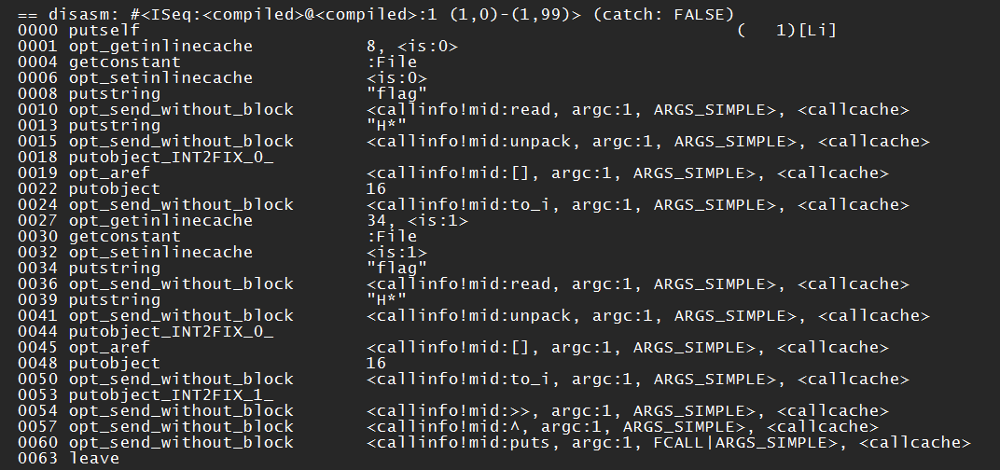 == disasm: #<ISeq:<compiled>@<compiled>:1 (1,0)-(1,99)> (catch: FALSE)
0000 putself ( 1)[Li]
0001 opt_getinlinecache 8, <is:0>
0004 getconstant :File
0006 opt_setinlinecache <is:0>
0008 putstring "flag"
0010 opt_send_without_block <callinfo!mid:read, argc:1, ARGS_SIMPLE>, <callcache>
0013 putstring "H*"
0015 opt_send_without_block <callinfo!mid:unpack, argc:1, ARGS_SIMPLE>, <callcache>
0018 putobject_INT2FIX_0_
0019 opt_aref <callinfo!mid:[], argc:1, ARGS_SIMPLE>, <callcache>
0022 putobject 16
0024 opt_send_without_block <callinfo!mid:to_i, argc:1, ARGS_SIMPLE>, <callcache>
0027 opt_getinlinecache 34, <is:1>
0030 getconstant :File
0032 opt_setinlinecache <is:1>
0034 putstring "flag"
0036 opt_send_without_block <callinfo!mid:read, argc:1, ARGS_SIMPLE>, <callcache>
0039 putstring "H*"
0041 opt_send_without_block <callinfo!mid:unpack, argc:1, ARGS_SIMPLE>, <callcache>
0044 putobject_INT2FIX_0_
0045 opt_aref <callinfo!mid:[], argc:1, ARGS_SIMPLE>, <callcache>
0048 putobject 16
0050 opt_send_without_block <callinfo!mid:to_i, argc:1, ARGS_SIMPLE>, <callcache>
0053 putobject_INT2FIX_1_
0054 opt_send_without_block <callinfo!mid:>>, argc:1, ARGS_SIMPLE>, <callcache>
0057 opt_send_without_block <callinfo!mid:^, argc:1, ARGS_SIMPLE>, <callcache>
0060 opt_send_without_block <callinfo!mid:puts, argc:1, FCALL|ARGS_SIMPLE>, <callcache>
0063 leave